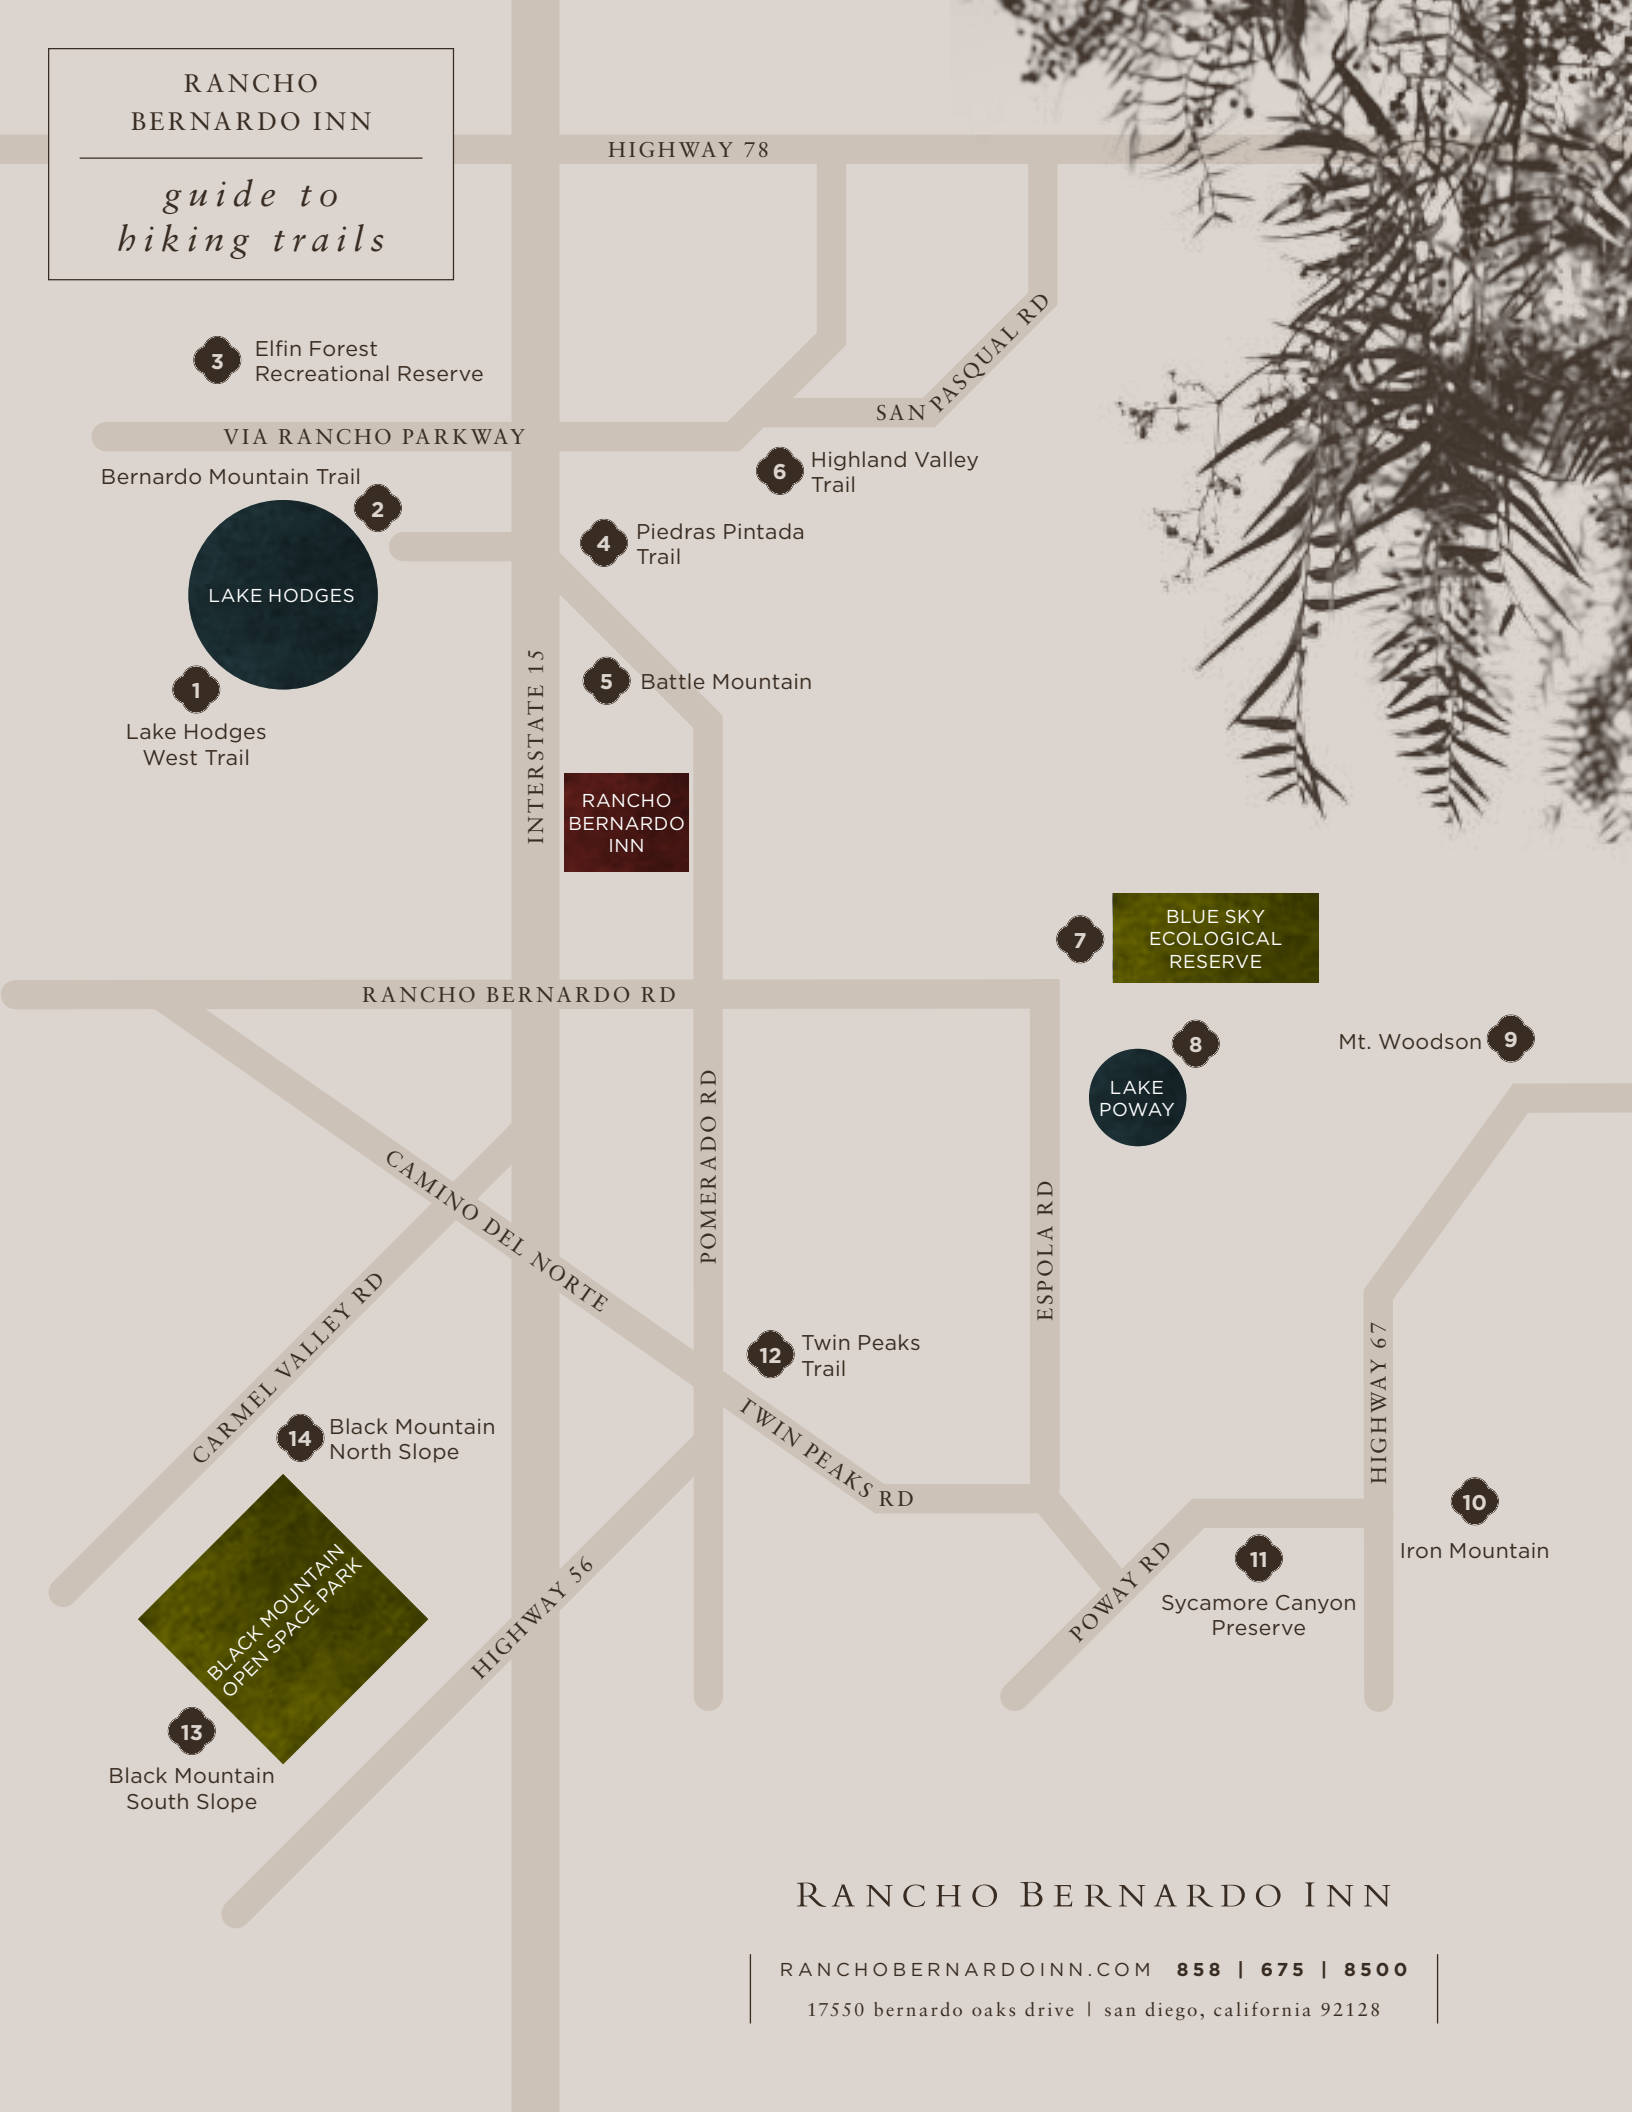 RANCHO
BERNARDO INN
guide to
hiking trails
HIGHWAY 78
SAN PASQUAL RD
3
Elfin Forest
Recreational Reserve
VIA RANCHO PARKWAY
Bernardo Mountain Trail
2
6
Highland Valley
Trail
4
Piedras Pintada
Trail
LAKE HODGES
1
Lake Hodges
West Trail
INTERSTATE 15
5
Battle Mountain
RANCHO
BERNARDO
INN
7
BLUE SKY
ECOLOGICAL
RESERVE
RANCHO BERNARDO RD
8
LAKE
POWAY
Mt. Woodson
9
CAMINO DEL NORTE
POMERADO RD
ESPOLA RD
CARMEL VALLEY RD
12
Twin Peaks
Trail
TWIN PEAKS RD
HIGHWAY 67
14
Black Mountain
North Slope
BLACK MOUNTAIN
OPEN SPACE PARK
HIGHWAY 56
POWAY RD
10
Iron Mountain
11
Sycamore Canyon
Preserve
13
Black Mountain
South Slope
RANCHO BERNARDO INN
RANCHOBERNARDOINN.COM 858 | 675 | 8500
17550 bernardo oaks drive | san diego, california 92128